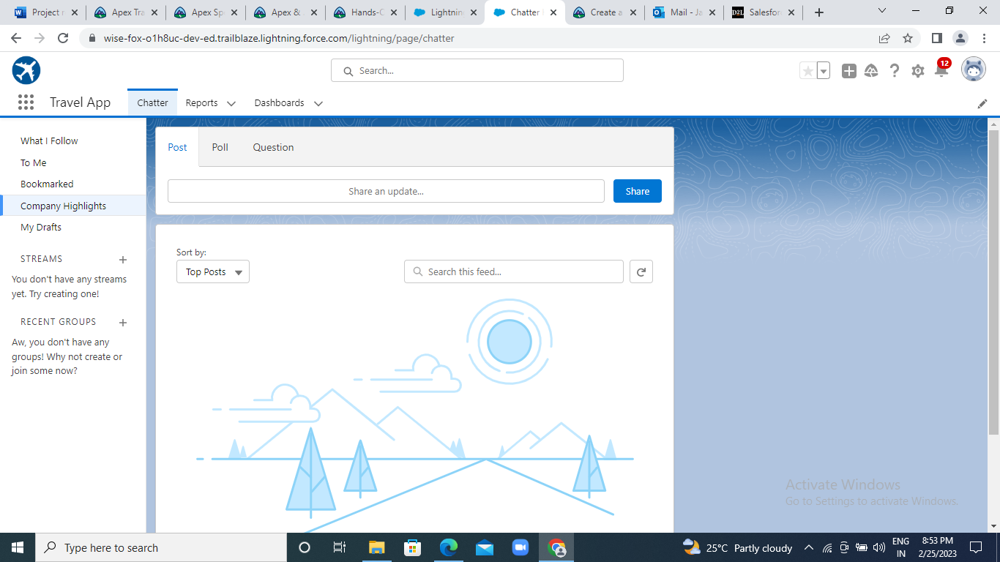 Project r
Apex Tra
Apex Sp
Apex &
Hands-C
Lightnin
Chatter
Create a
Mail - Ja
D2L
Salesfor
wise-fox-o1h8uc-dev-ed.trailblaze.lightning.force.com/lightning/page/chatter
Search...
12
Travel App
Chatter
Reports
Dashboards
What I Follow
To Me
Bookmarked
Company Highlights
My Drafts
STREAMS
You don't have any streams
yet. Try creating one!
RECENT GROUPS
Aw, you don't have any
groups! Why not create or
join some now?
Post
Poll
Question
Share an update...
Share
Sort by:
Top Posts
Search this feed...
Activate Windows
Go to Settings to activate Windows.
Type here to search
25°C Partly cloudy
ENG
IN
8:53 PM
2/25/2023